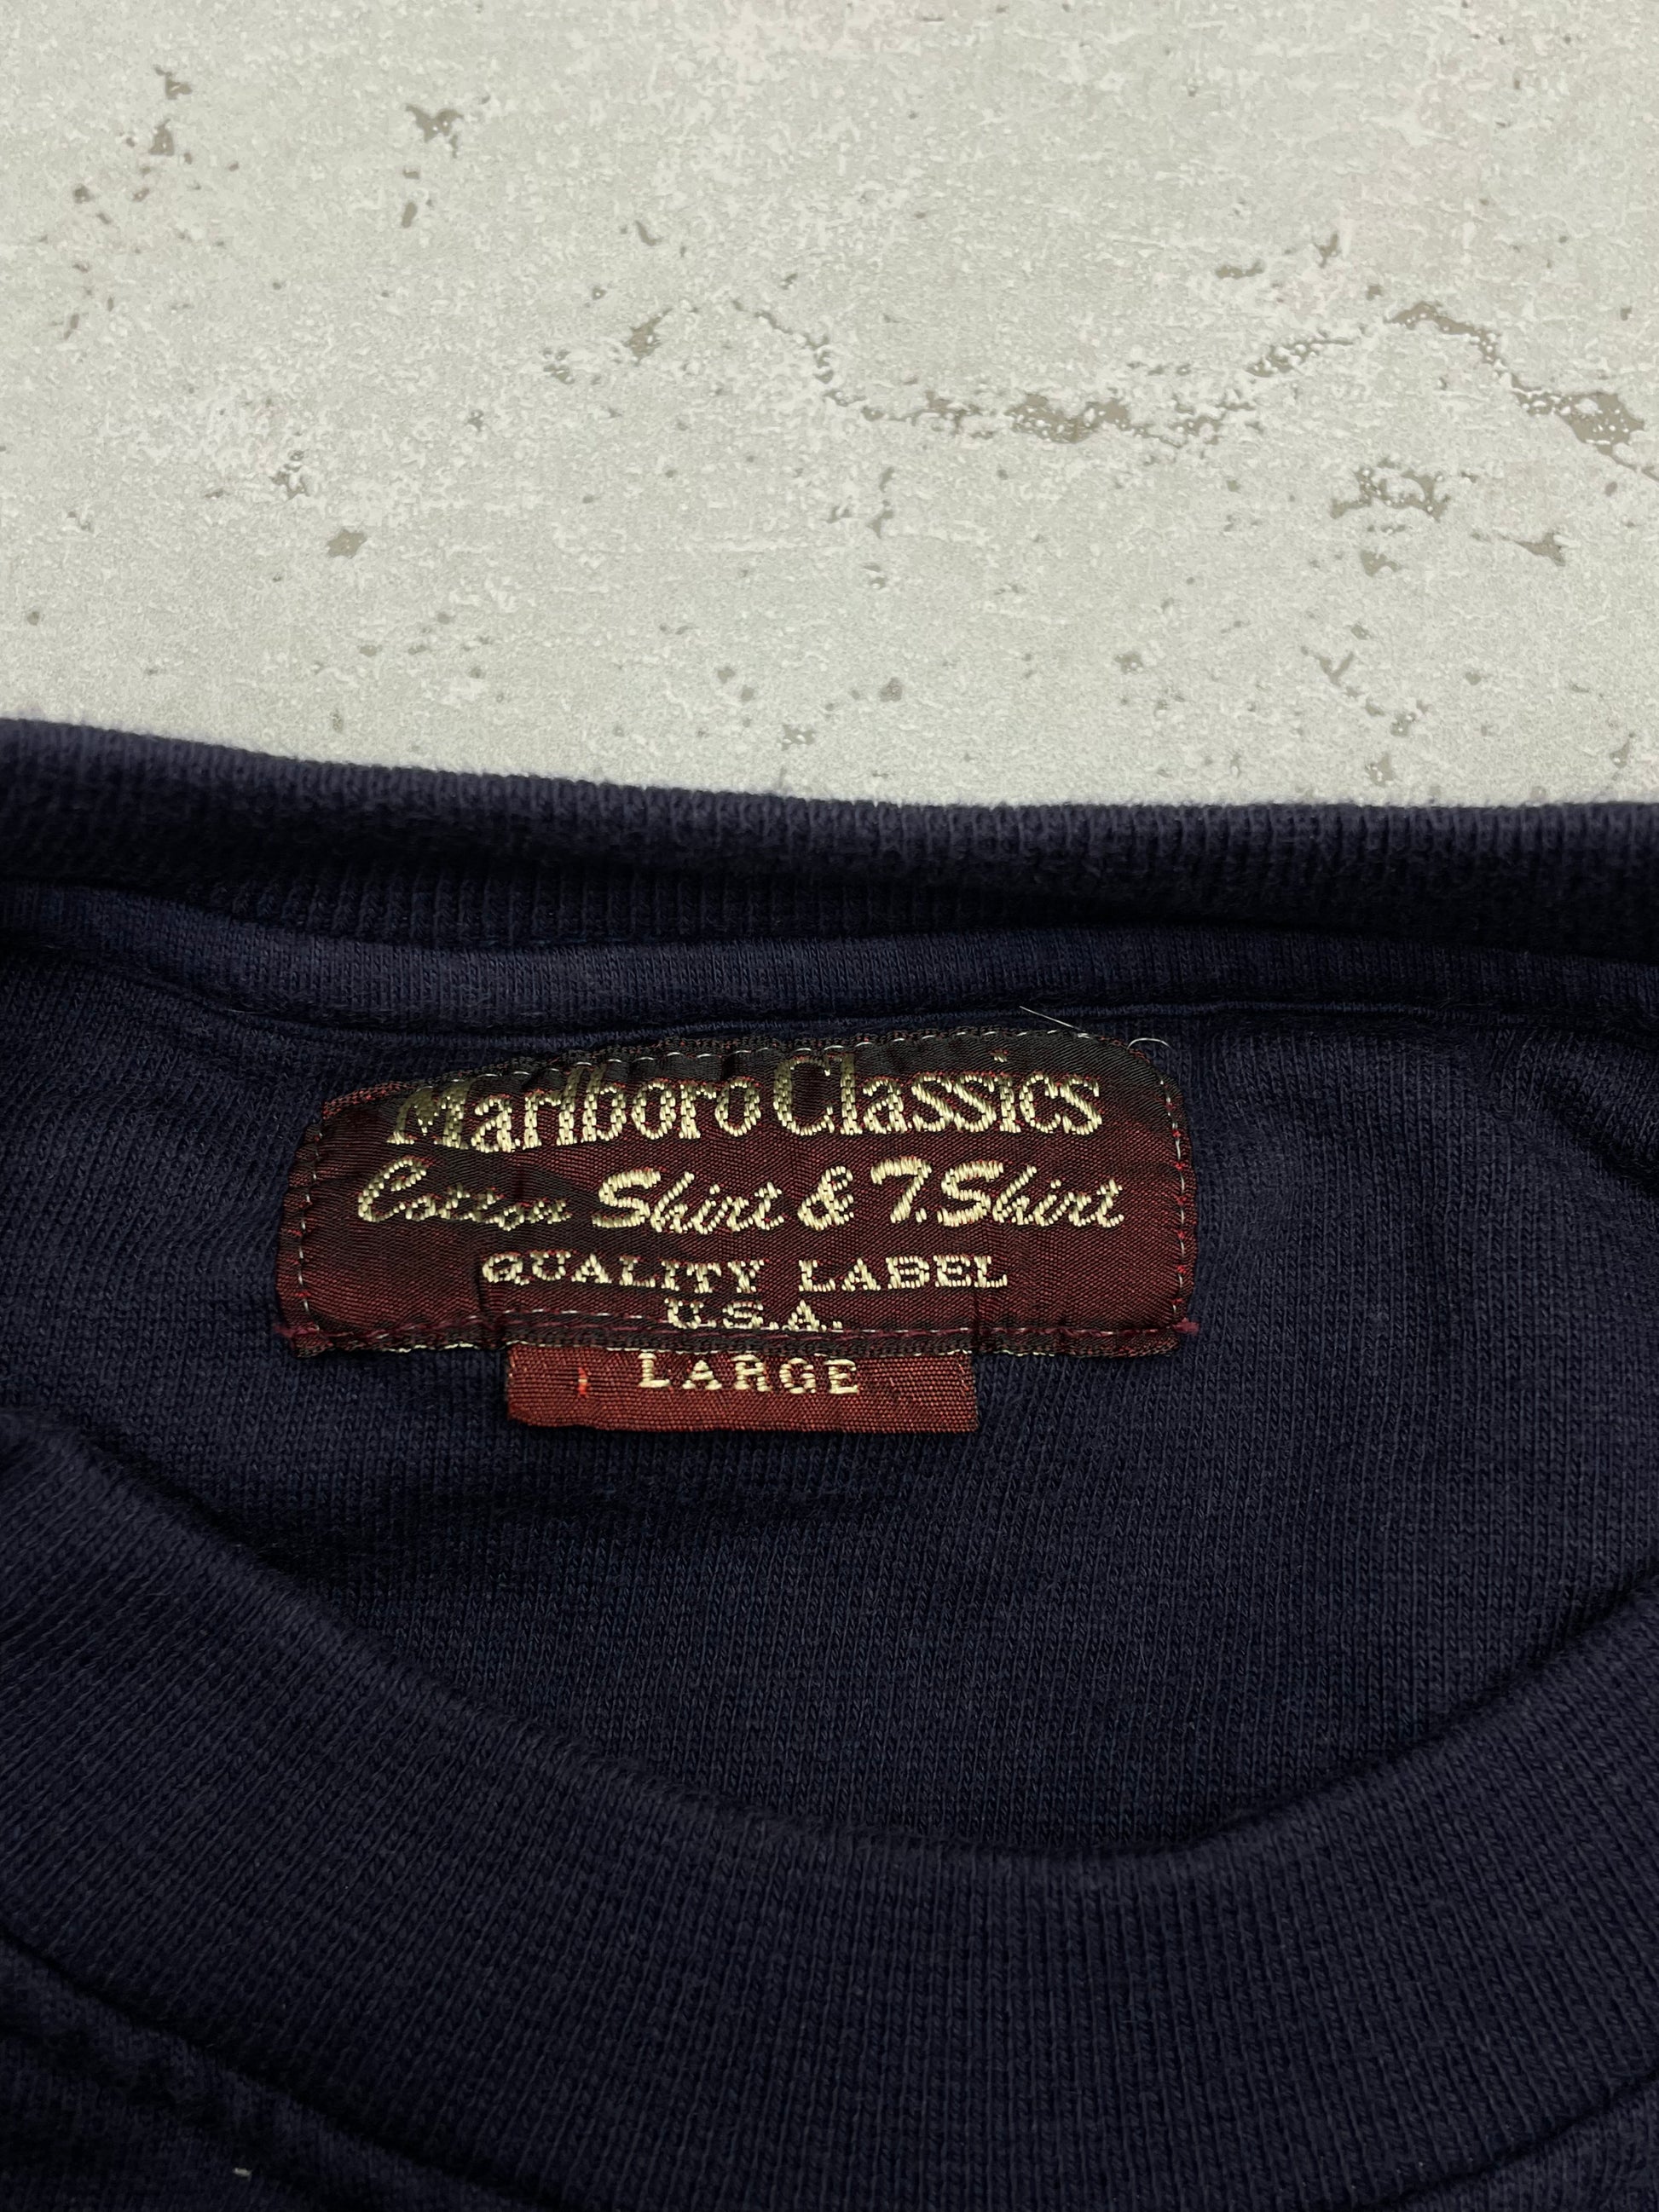 Marlboro Classics
Cotton Shirt & T.Shirt
QUALITY LABEL
U.S.A.
LARGE